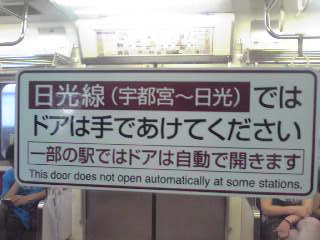 日光線（宇都宮～日光）では
ドアは手であけてください
一部の駅ではドアは自動で開きます
This door does not open automatically at some stations.